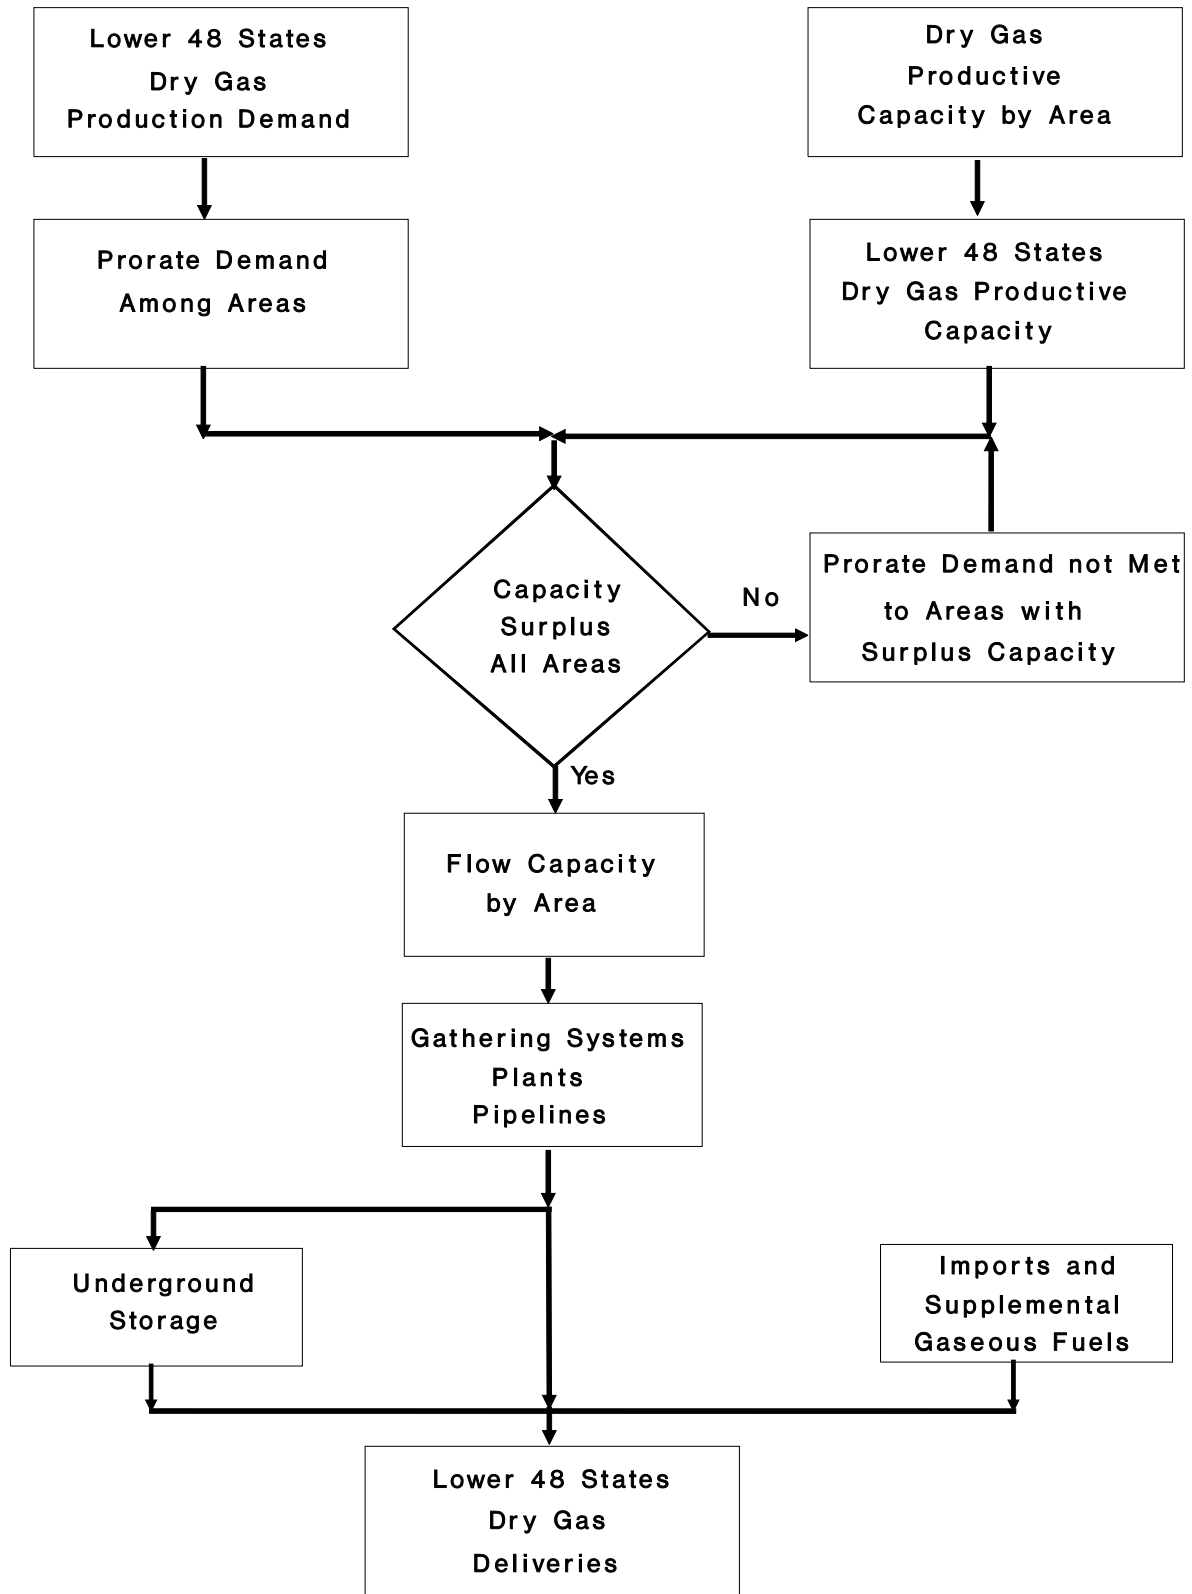 Lower 48 States
Dry Gas
Production Demand
Dry Gas
Productive
Capacity by Area
Prorate Demand
Among Areas
Lower 48 States
Dry Gas Productive
Capacity
Capacity
Surplus
All Areas
No
Prorate Demand not Met
to Areas with
Surplus Capacity
Yes
Flow Capacity
by Area
Gathering Systems
Plants
Pipelines
Underground
Storage
Imports and
Supplemental
Gaseous Fuels
Lower 48 States
Dry Gas
Deliveries